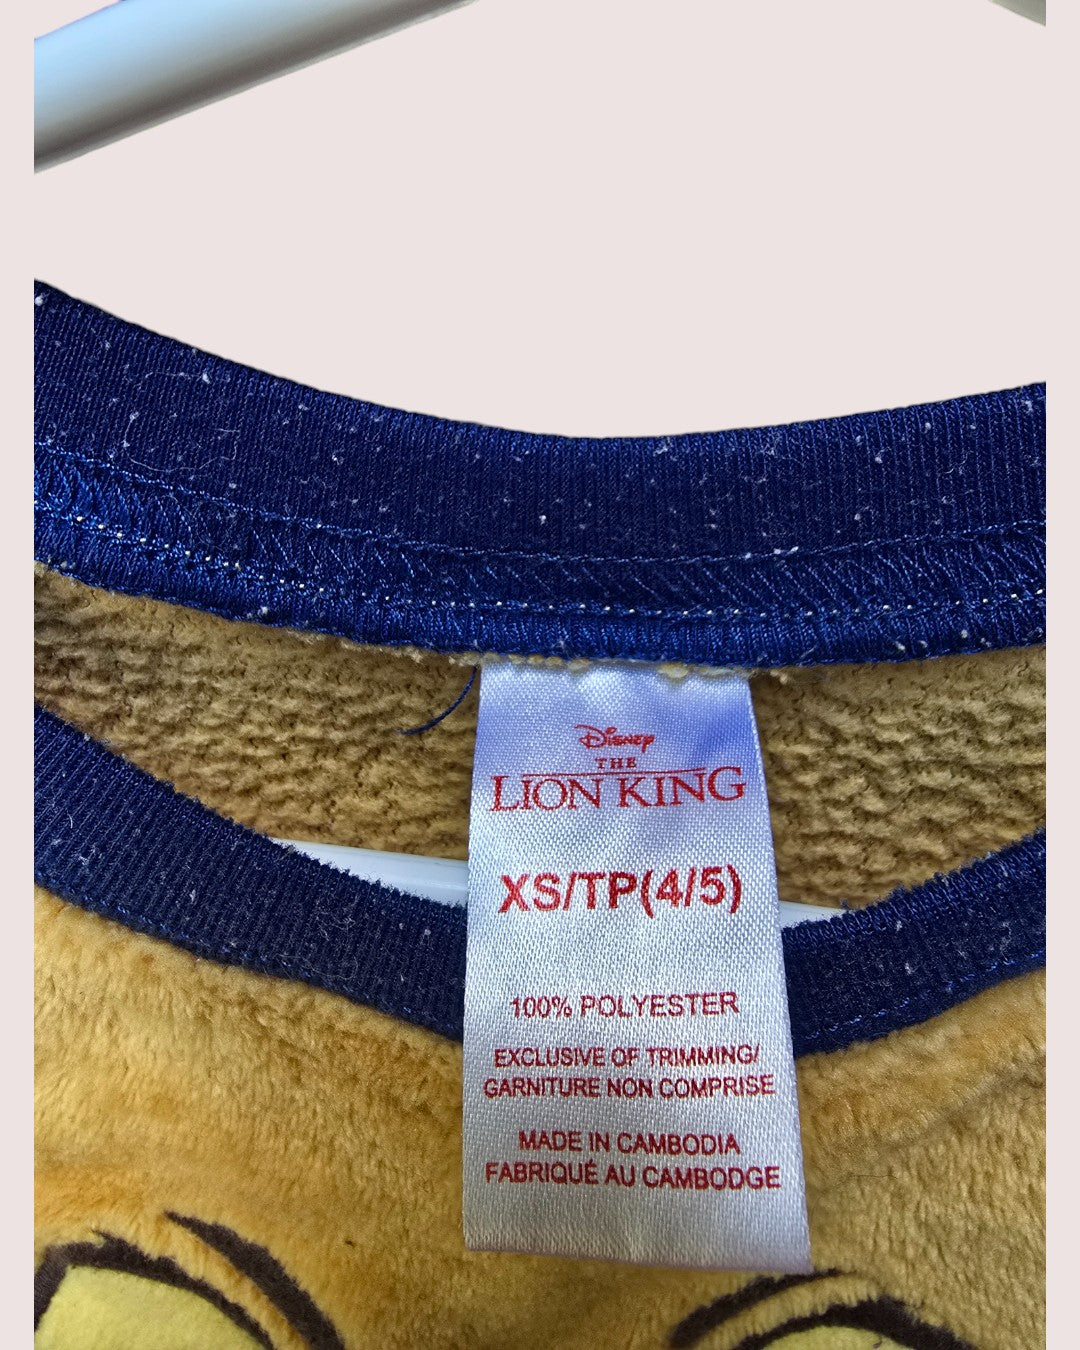 Disney
THE
LION KING
XS/TP(4/5)
100% POLYESTER
EXCLUSIVE OF TRIMMING/
GARNITURE NON COMPRISE
MADE IN CAMBODIA
FABRIQUÉ AU CAMBODGE